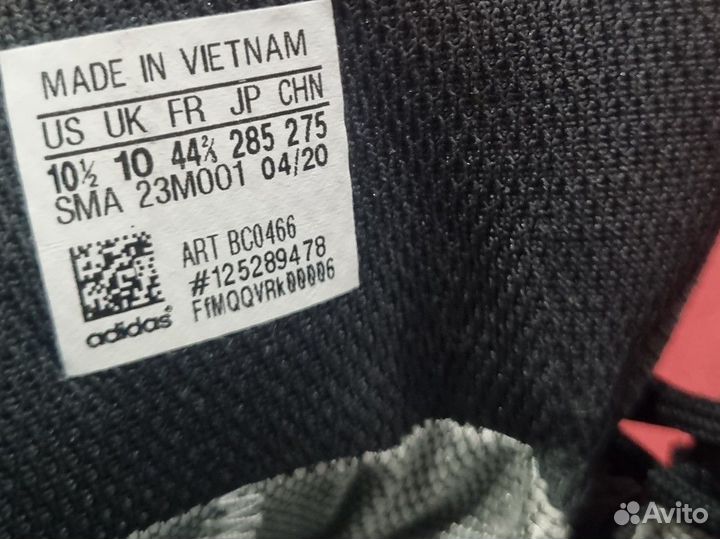 MADE IN VIETNAM
US UK FR JP CHN
10½ 10 44⅔ 285 275
SMA 23M001 04/20
ART BC0466
#125289478
FfMQQVRk00006
adidas
Avito